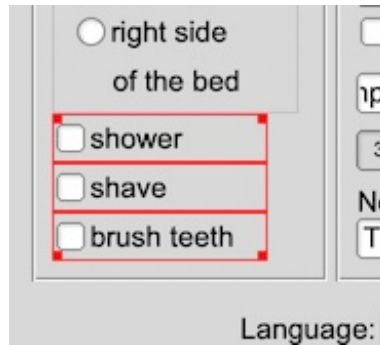 right side
of the bed
shower
shave
brush teeth
Language: